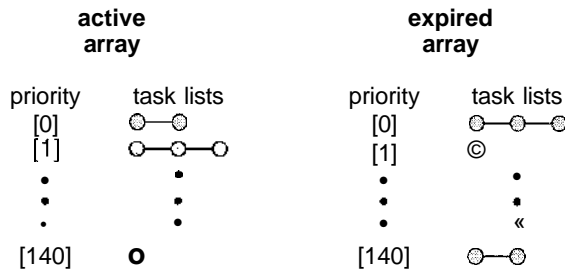 active array
expired array
priority task lists
priority task lists
[0]
[1]
[140]
[0]
[1]
[140]